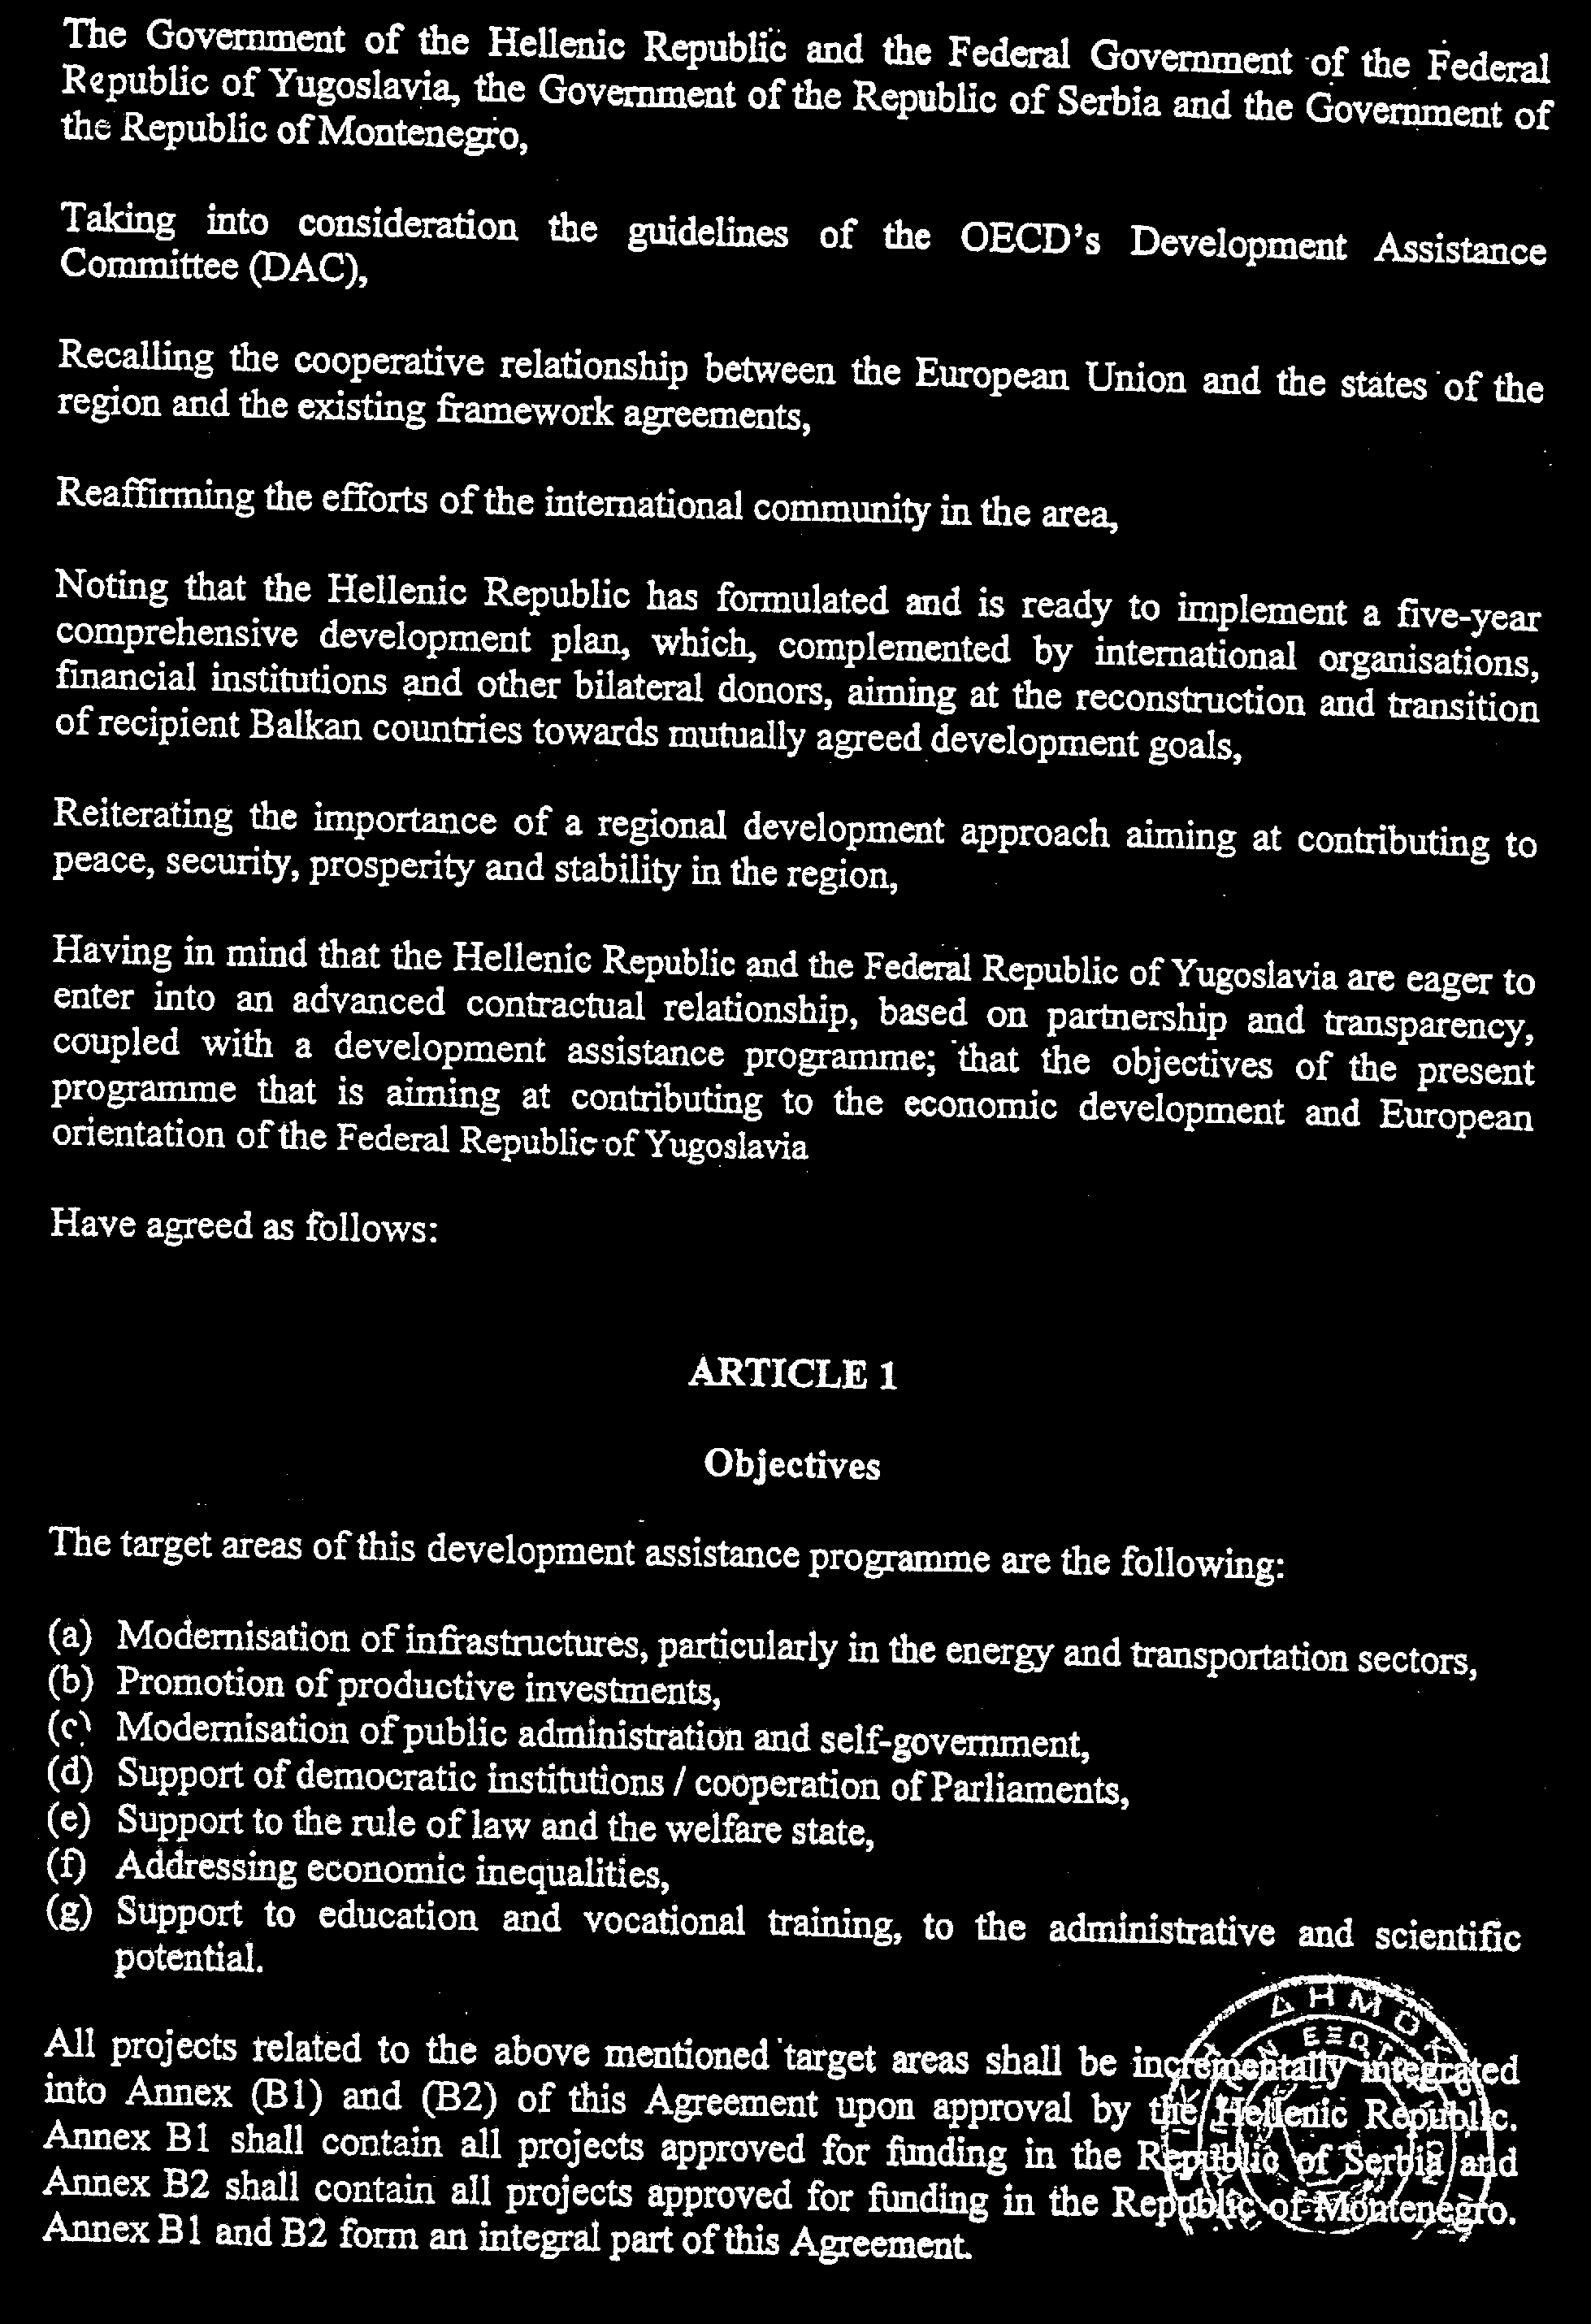 The Government of the Hellenic Republic and the Federal Government of the Federal
Republic of Yugoslavia, the Government of the Republic of Serbia and the Government of
the Republic of Montenegro,
Taking into consideration the guidelines of the OECD's Development Assistance
Committee (DAC),
Recalling the cooperative relationship between the European Union and the states of the
region and the existing framework agreements,
Reaffirming the efforts of the international community in the area,
Noting that the Hellenic Republic has formulated and is ready to implement a five-year
comprehensive development plan, which, complemented by international organisations,
financial institutions and other bilateral donors, aiming at the reconstruction and transition
of recipient Balkan countries towards mutually agreed development goals,
Reiterating the importance of a regional development approach aiming at contributing to
peace, security, prosperity and stability in the region,
Having in mind that the Hellenic Republic and the Federal Republic of Yugoslavia are eager to
enter into an advanced contractual relationship, based on partnership and transparency,
coupled with a development assistance programme; that the objectives of the present
programme that is aiming at contributing to the economic development and European
orientation of the Federal Republic of Yugoslavia
Have agreed as follows:
ARTICLE 1
Objectives
The target areas of this development assistance programme are the following:
(a) Modernisation of infrastructures, particularly in the energy and transportation sectors,
(b) Promotion of productive investments,
(c) Modernisation of public administration and self-government,
(d) Support of democratic institutions / cooperation of Parliaments,
(e) Support to the rule of law and the welfare state,
(f) Addressing economic inequalities,
(g) Support to education and vocational training, to the administrative and scientific
potential.
All projects related to the above mentioned target areas shall be incrementally integrated
into Annex (B1) and (B2) of this Agreement upon approval by the Hellenic Republic.
Annex B1 shall contain all projects approved for funding in the Republic of Serbia and
Annex B2 shall contain all projects approved for funding in the Republic of Montenegro.
Annex B1 and B2 form an integral part of this Agreement.